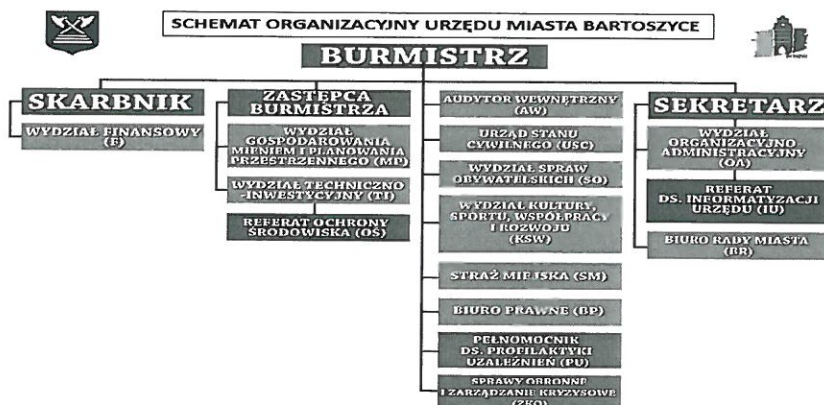 SCHEMAT ORGANIZACYJNY URZĘDU MIASTA BARTOSZYCE
BURMISTRZ
SKARBNIK
WYDZIAŁ FINANSOWY
(F)
ZASTĘPCA
BURMISTRZA
WYDZIAŁ
GOSPODAROWANIA
MIENIEM I PLANOWANIA
PRZESTRZENNEGO (MP)
WYDZIAŁ TECHNICZNO
-INWESTYCYJNY (TI)
REFERAT OCHRONY
ŚRODOWISKA (OŚ)
AUDYTOR WEWNĘTRZNY (AW)
URZĄD STANU
CYWILNEGO (USC)
WYDZIAŁ SPRAW
OBYWATELSKICH (SO)
WYDZIAŁ KULTURY,
SPORTU, WSPÓŁPRACY
I ROZWOJU
(KSW)
STRAŻ MIEJSKA (SM)
BIURO PRAWNE (BP)
PEŁNOMOCNIK
DS. PROFILAKTYKI
UZALEŻNIEŃ (PU)
SPRAWY OBRONNE
I ZARZĄDZANIE KRYZYSOWE
(ZKO)
SEKRETARZ
WYDZIAŁ
ORGANIZACYJNO
ADMINISTRACYJNY
(OA)
REFERAT
DS. INFORMATYZACJI
URZĘDU (IU)
BIURO RADY MIASTA
(BR)